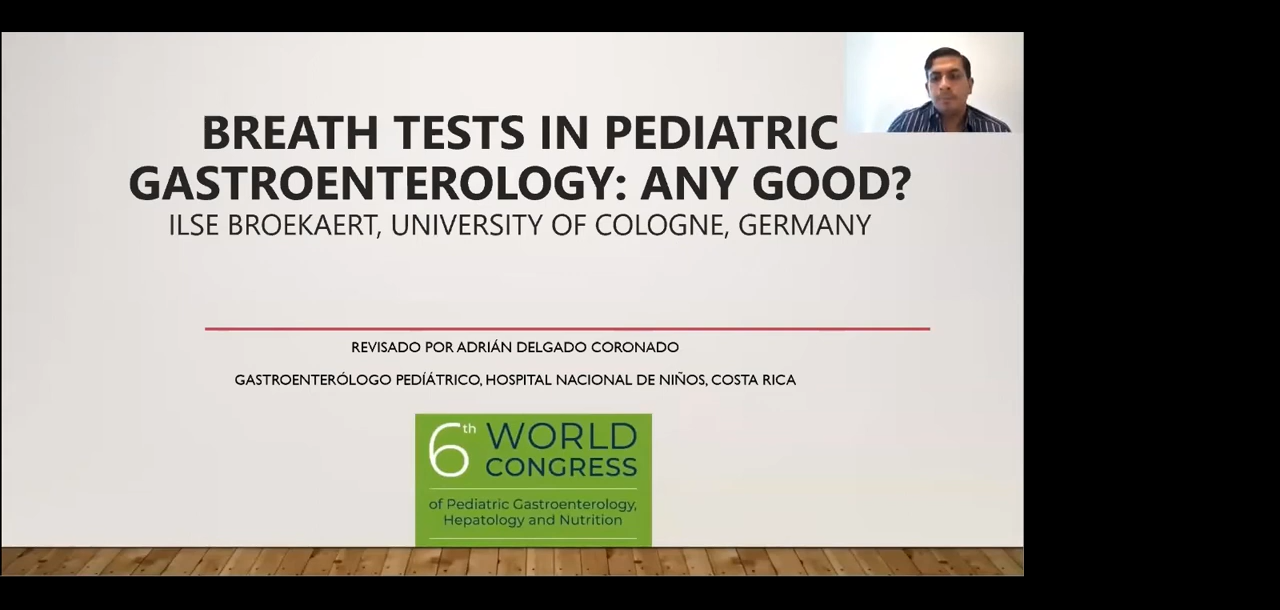 BREATH TESTS IN PEDIATRIC
GASTROENTEROLOGY: ANY GOOD?
ILSE BROEKAERT, UNIVERSITY OF COLOGNE, GERMANY
REVISADO POR ADRIÁN DELGADO CORONADO
GASTROENTERÓLOGO PEDÍÁTRICO, HOSPITAL NACIONAL DE NIÑOS, COSTA RICA
6th WORLD
CONGRESS
of Pediatric Gastroenterology,
Hepatology and Nutrition